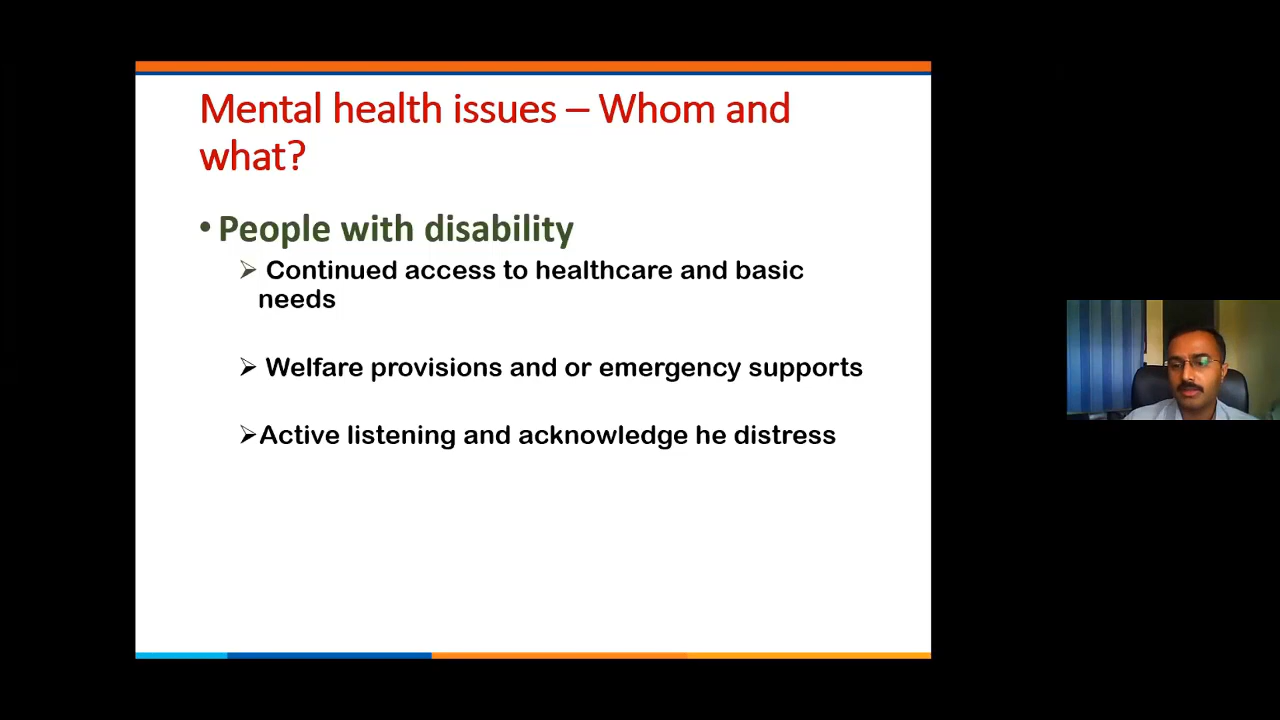 Mental health issues – Whom and
what?
• People with disability
➢ Continued access to healthcare and basic
needs
➢ Welfare provisions and or emergency supports
➢Active listening and acknowledge he distress